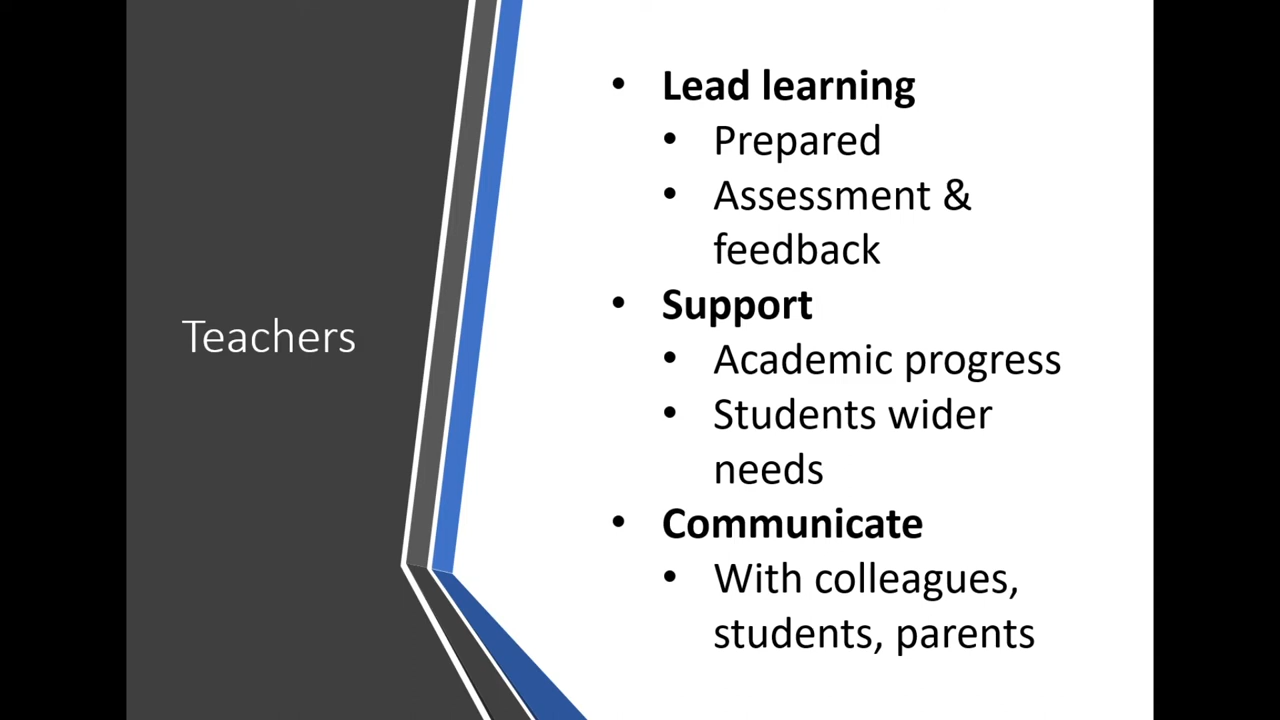 Teachers
• Lead learning
• Prepared
• Assessment &
feedback
• Support
• Academic progress
• Students wider
needs
• Communicate
• With colleagues,
students, parents